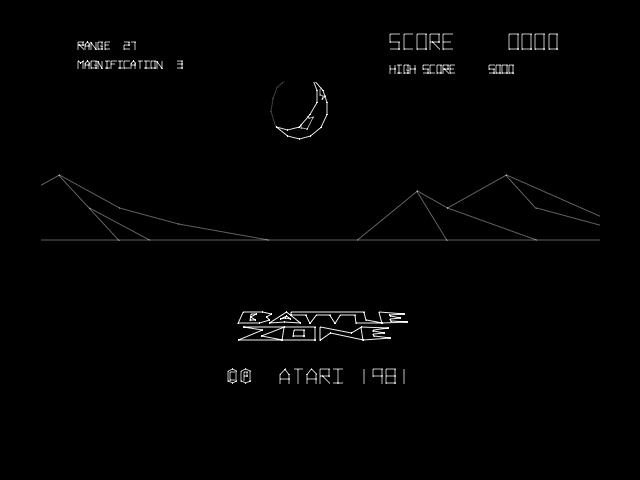 RANGE 27
MAGNIFICATION 3
SCORE 0000
HIGH SCORE 5000
BATTLE
ZONE
©℗ ATARI 1981